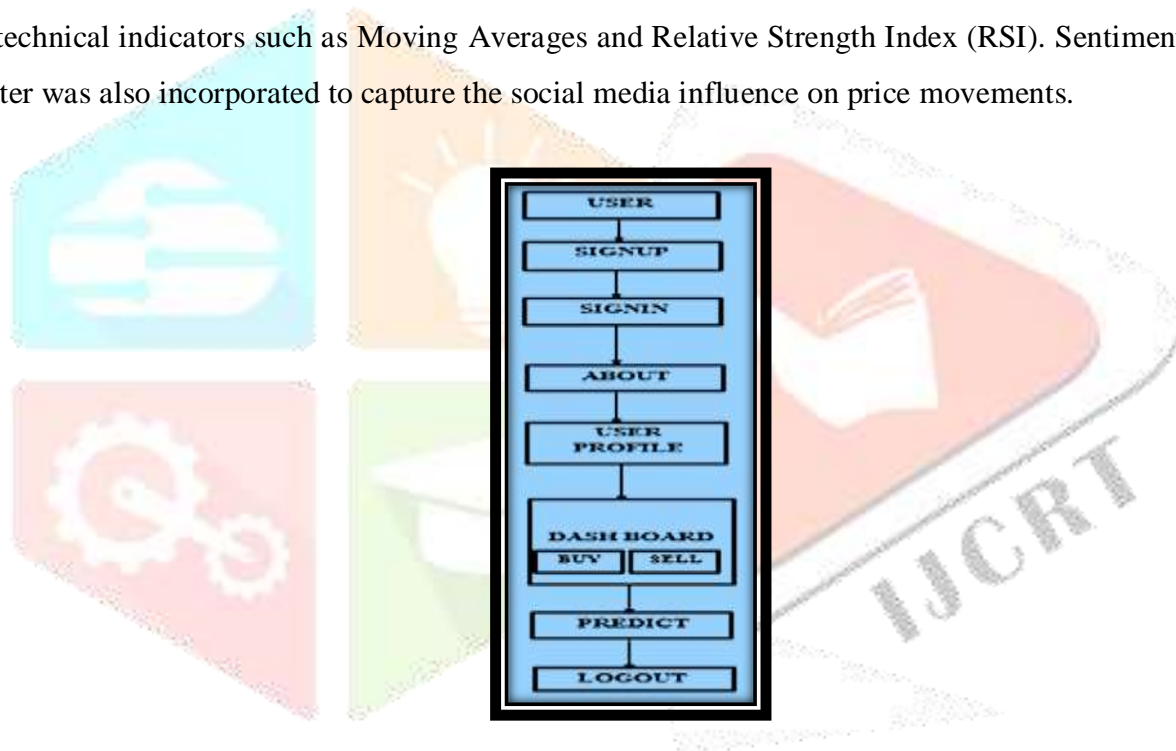 technical indicators such as Moving Averages and Relative Strength Index (RSI). Sentimen
ter was also incorporated to capture the social media influence on price movements.
USER
SIGNUP
SIGNIN
ABOUT
USER
PROFILE
DASH BOARD
BUY SELL
PREDICT
LOGOUT
IJCRT